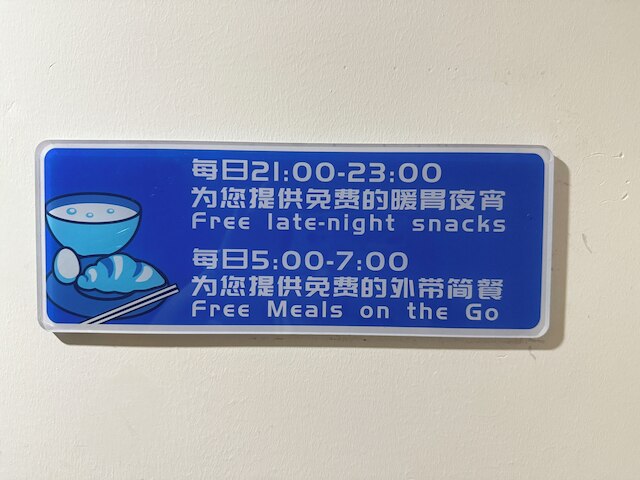 每日21:00-23:00
为您提供免费的暖胃夜宵
Free late-night snacks
每日5:00-7:00
为您提供免费的外带简餐
Free Meals on the Go